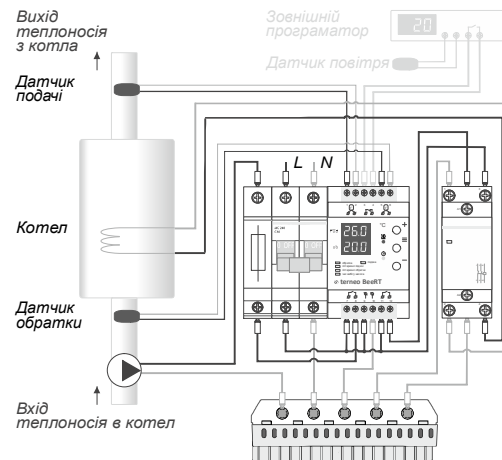 Вихід
теплоносія
з котла
Зовнішній
програматор
20
Датчик повітря
Датчик
подачі
L N
Котел
26.0
20.0
°C
terneo BeeRT
Датчик
обратки
Вхід
теплоносія в котел